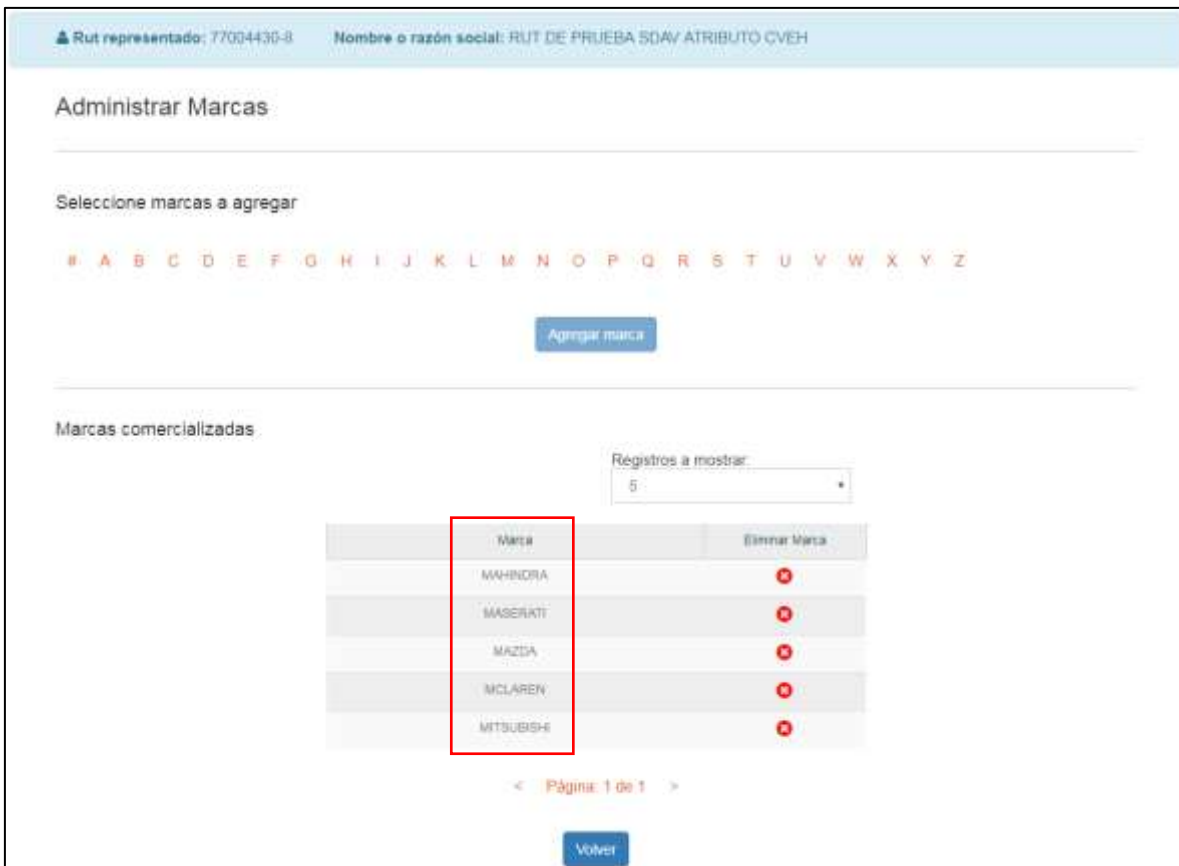 Rut representado: 77004430-8 Nombre o razón social: RUT DE PRUEBA SDAV ATRIBUTO CVEH
Administrar Marcas
Seleccione marcas a agregar
# A B C D E F G H I J K L M N O P Q R S T U V W X Y Z
Agregar marca
Marcas comercializadas
Registros a mostrar:
5
Marca Eliminar Marca
MAHINDRA
MASERATI
MAZDA
MCLAREN
MITSUBISHI
< Página: 1 de 1 >
Volver